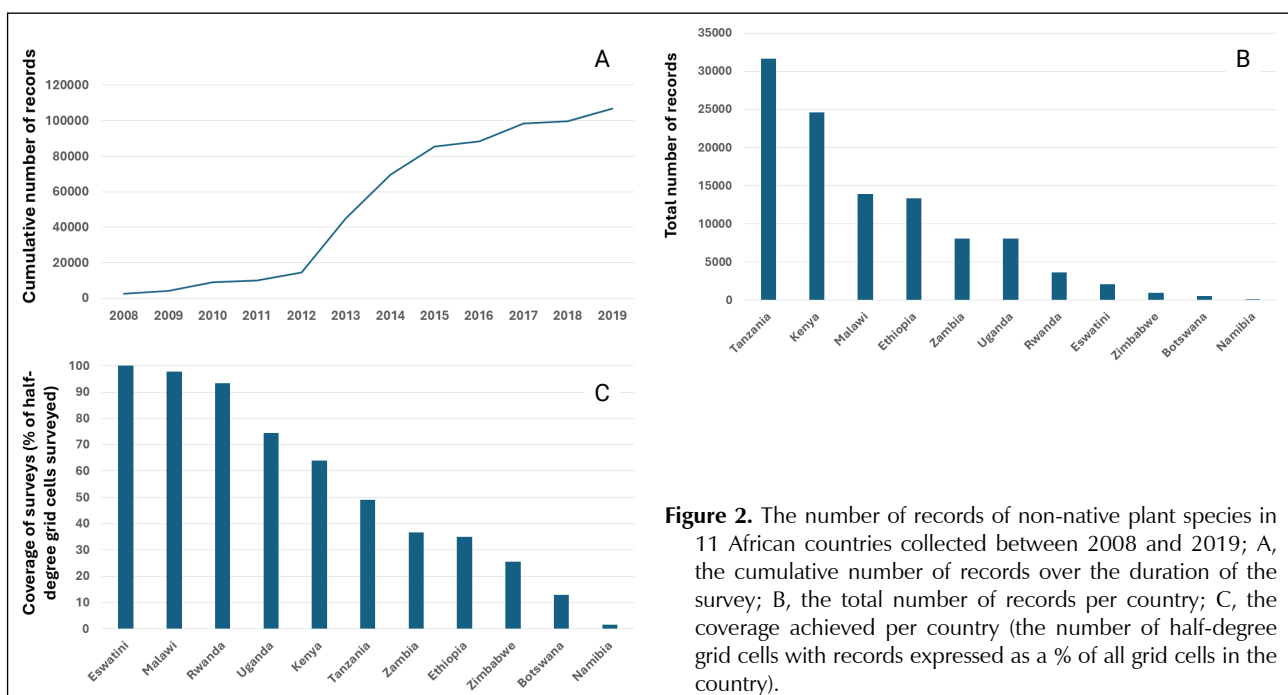 A
Cumulative number of records
120000
100000
80000
60000
40000
20000
0
2008 2009 2010 2011 2012 2013 2014 2015 2016 2017 2018 2019
B
Total number of records
35000
30000
25000
20000
15000
10000
5000
0
Tanzania
Kenya
Malawi
Ethiopia
Zambia
Uganda
Rwanda
Eswatini
Zimbabwe
Botswana
Namibia
C
Coverage of surveys (% of half-
degree grid cells surveyed)
100
90
80
70
60
50
40
30
20
10
0
Eswatini
Malawi
Rwanda
Uganda
Kenya
Tanzania
Zambia
Ethiopia
Zimbabwe
Botswana
Namibia
Figure 2. The number of records of non-native plant species in
11 African countries collected between 2008 and 2019; A,
the cumulative number of records over the duration of the
survey; B, the total number of records per country; C, the
coverage achieved per country (the number of half-degree
grid cells with records expressed as a % of all grid cells in the
country).